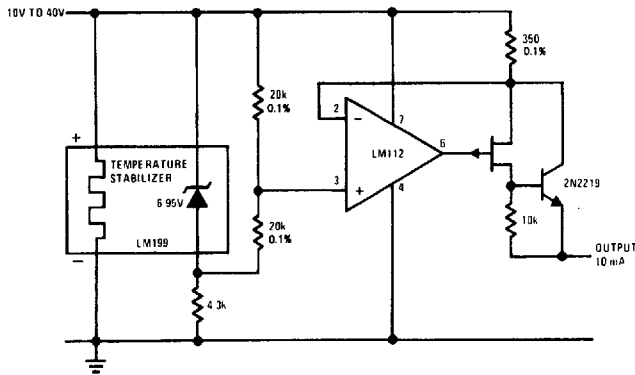 10V TO 40V
350
0.1%
20k
0.1%
2
7
+
TEMPERATURE
STABILIZER
LM112
6
6.95V
3
4
2N2219
20k
0.1%
10k
LM199
OUTPUT
10 mA
4.3k